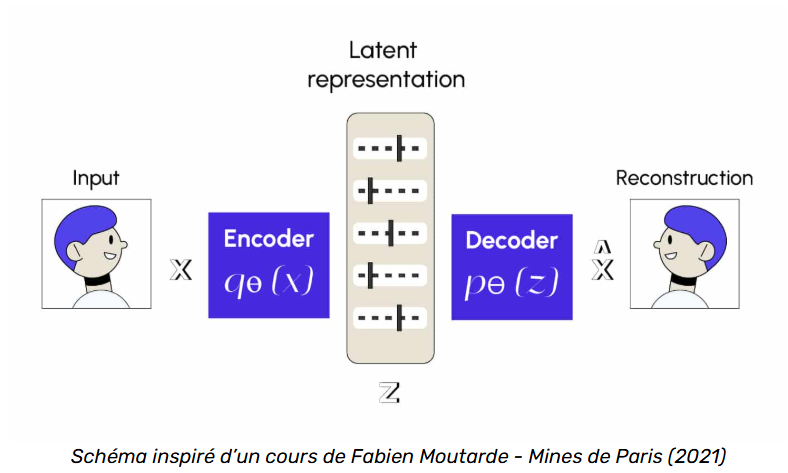 Latent
representation
Input
Reconstruction
X
Encoder
qθ (x)
Decoder
pθ (z)
X̂
Z
Schéma inspiré d'un cours de Fabien Moutarde - Mines de Paris (2021)